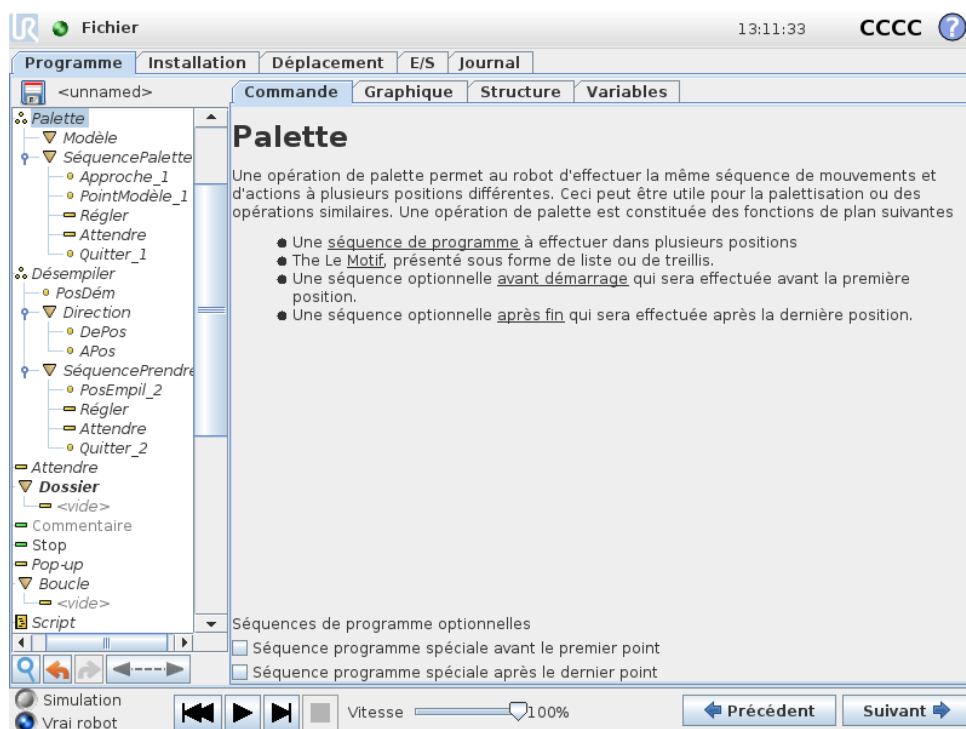 UR Fichier 13:11:33 CCCC ?
Programme Installation Déplacement E/S Journal
<unnamed>
Commande Graphique Structure Variables
Palette
Modèle
SéquencePalette
Approche_1
PointModèle_1
Régler
Attendre
Quitter_1
Désempiler
PosDém
Direction
DePos
APos
SéquencePrendre
PosEmpil_2
Régler
Attendre
Quitter_2
Attendre
Dossier
<vide>
Commentaire
Stop
Pop-up
Boucle
<vide>
Script
Palette
Une opération de palette permet au robot d'effectuer la même séquence de mouvements et
d'actions à plusieurs positions différentes. Ceci peut être utile pour la palettisation ou des
opérations similaires. Une opération de palette est constituée des fonctions de plan suivantes
Une séquence de programme à effectuer dans plusieurs positions
The Le Motif, présenté sous forme de liste ou de treillis.
Une séquence optionnelle avant démarrage qui sera effectuée avant la première
position.
Une séquence optionnelle après fin qui sera effectuée après la dernière position.
Séquences de programme optionnelles
Séquence programme spéciale avant le premier point
Séquence programme spéciale après le dernier point
Simulation
Vrai robot
Vitesse 100%
Précédent Suivant